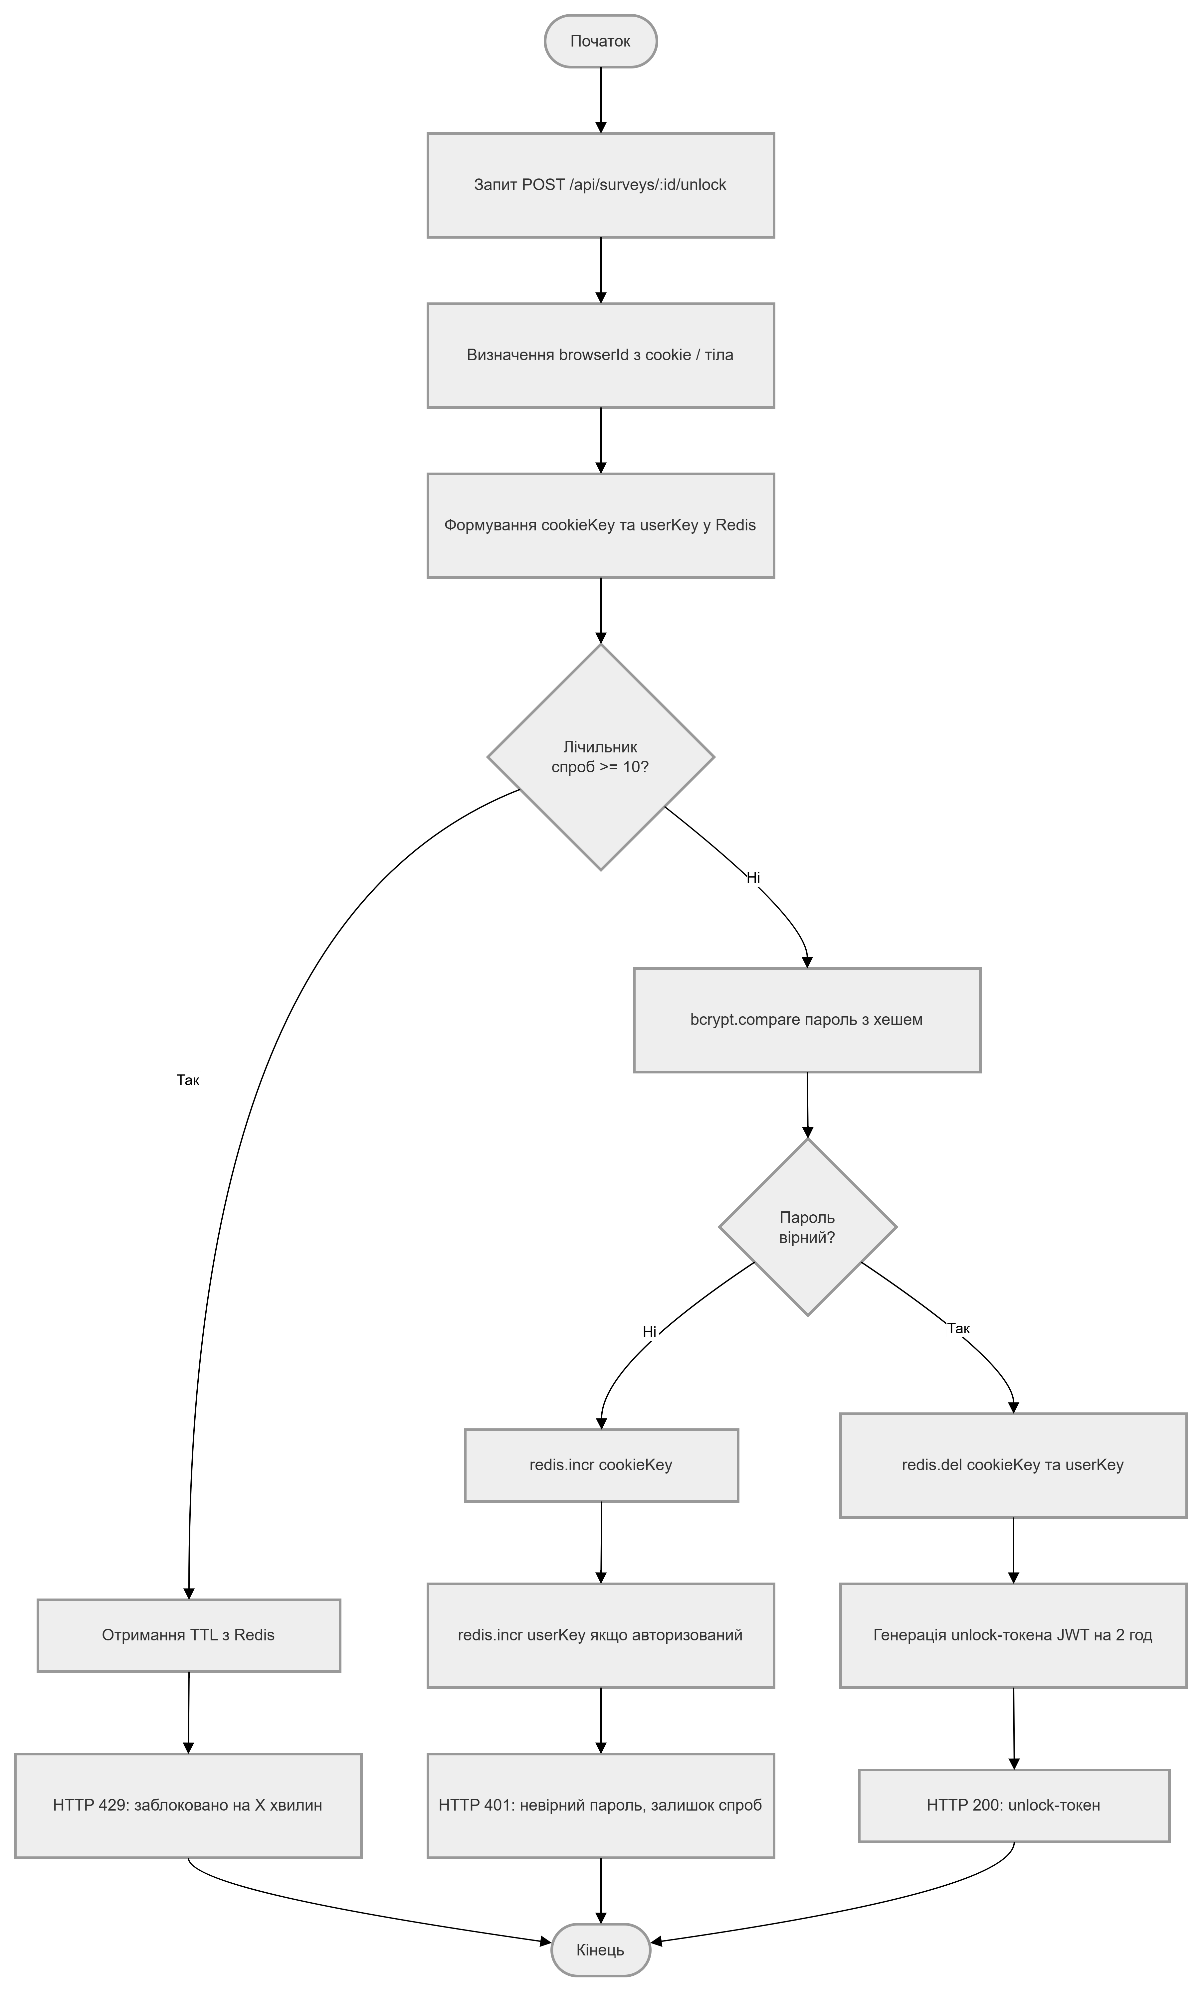 Початок
Запит POST /api/surveys/:id/unlock
Визначення browserId з cookie / тіла
Формування cookieKey та userKey у Redis
Лічильник
спроб >= 10?
Ні
bcrypt.compare пароль з хешем
Так
Пароль
вірний?
Ні
Так
redis.incr cookieKey
redis.del cookieKey та userKey
Отримання TTL з Redis
redis.incr userKey якщо авторизований
Генерація unlock-токена JWT на 2 год
HTTP 429: заблоковано на X хвилин
HTTP 401: невірний пароль, залишок спроб
HTTP 200: unlock-токен
Кінець